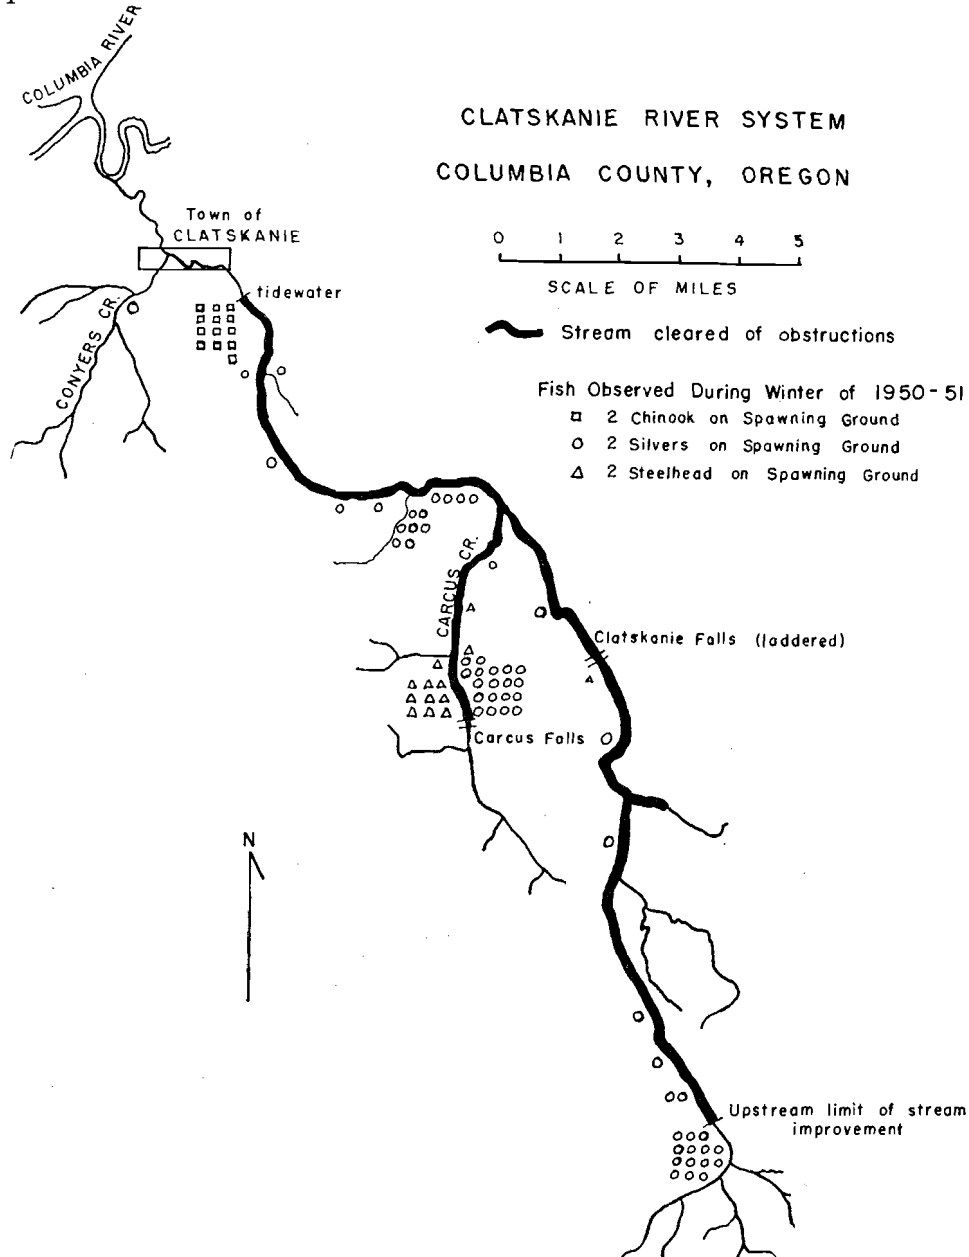 COLUMBIA RIVER
CLATSKANIE RIVER SYSTEM
COLUMBIA COUNTY, OREGON
Town of
CLATSKANIE
0 1 2 3 4 5
SCALE OF MILES
tidewater
CONYERS CR.
Stream cleared of obstructions
Fish Observed During Winter of 1950-51
2 Chinook on Spawning Ground
2 Silvers on Spawning Ground
2 Steelhead on Spawning Ground
CARCUS CR.
Clatskanie Falls (laddered)
Carcus Falls
N
Upstream limit of stream
improvement